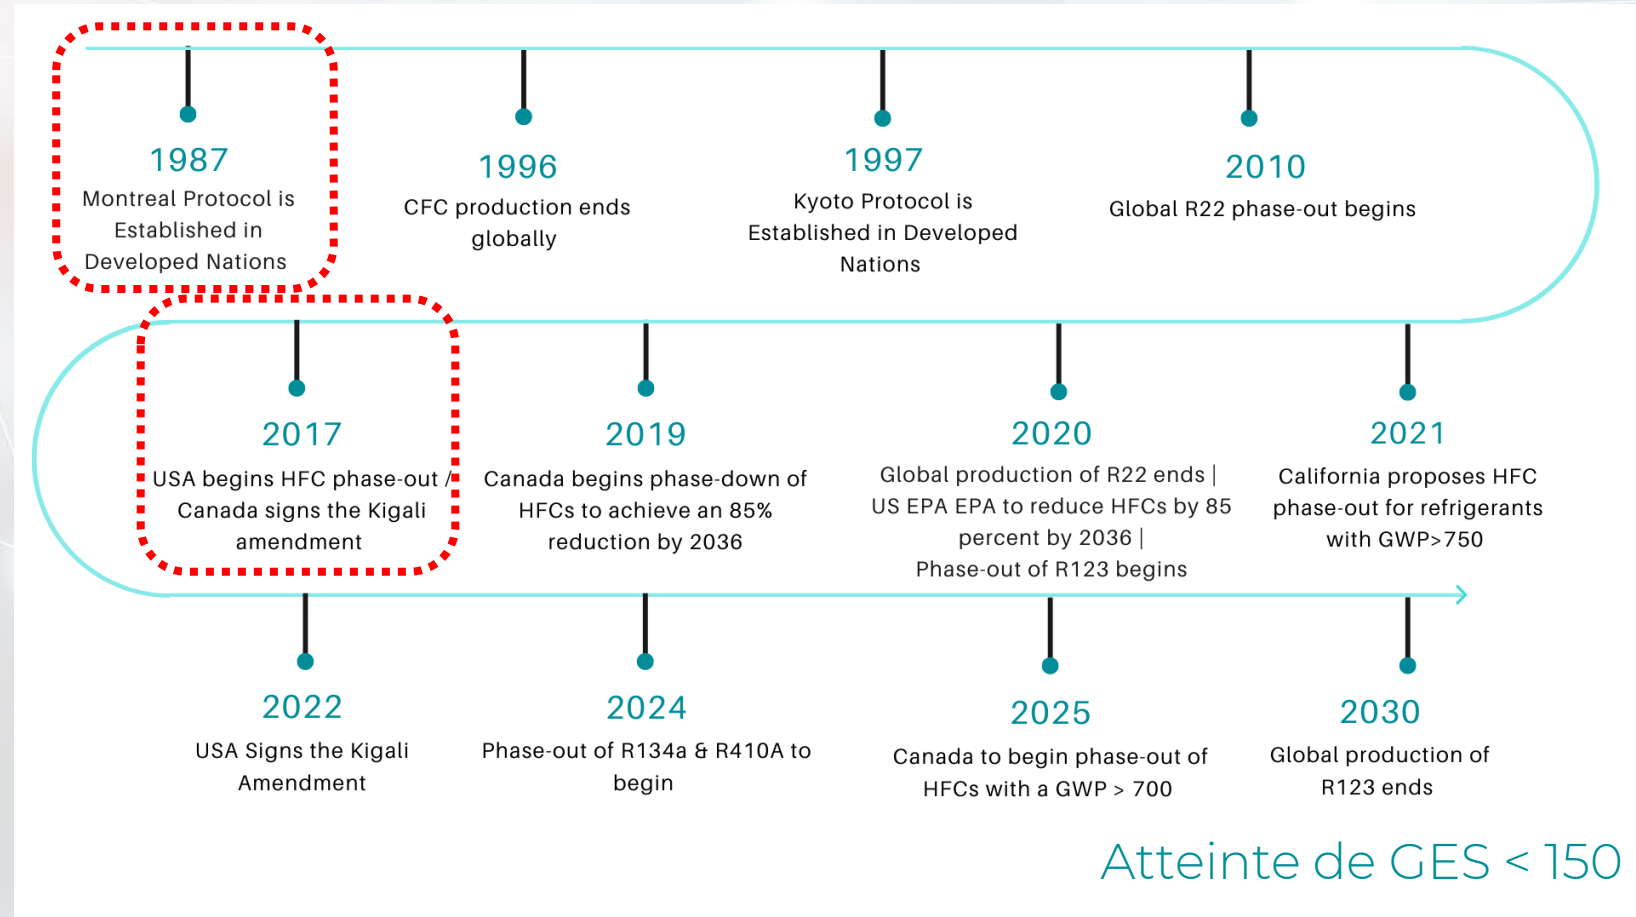 1987
Montreal Protocol is
Established in
Developed Nations
1996
CFC production ends
globally
1997
Kyoto Protocol is
Established in Developed
Nations
2010
Global R22 phase-out begins
2017
USA begins HFC phase-out /
Canada signs the Kigali
amendment
2019
Canada begins phase-down of
HFCs to achieve an 85%
reduction by 2036
2020
Global production of R22 ends |
US EPA EPA to reduce HFCs by 85
percent by 2036 |
Phase-out of R123 begins
2021
California proposes HFC
phase-out for refrigerants
with GWP>750
2022
USA Signs the Kigali
Amendment
2024
Phase-out of R134a & R410A to
begin
2025
Canada to begin phase-out of
HFCs with a GWP > 700
2030
Global production of
R123 ends
Atteinte de GES < 150